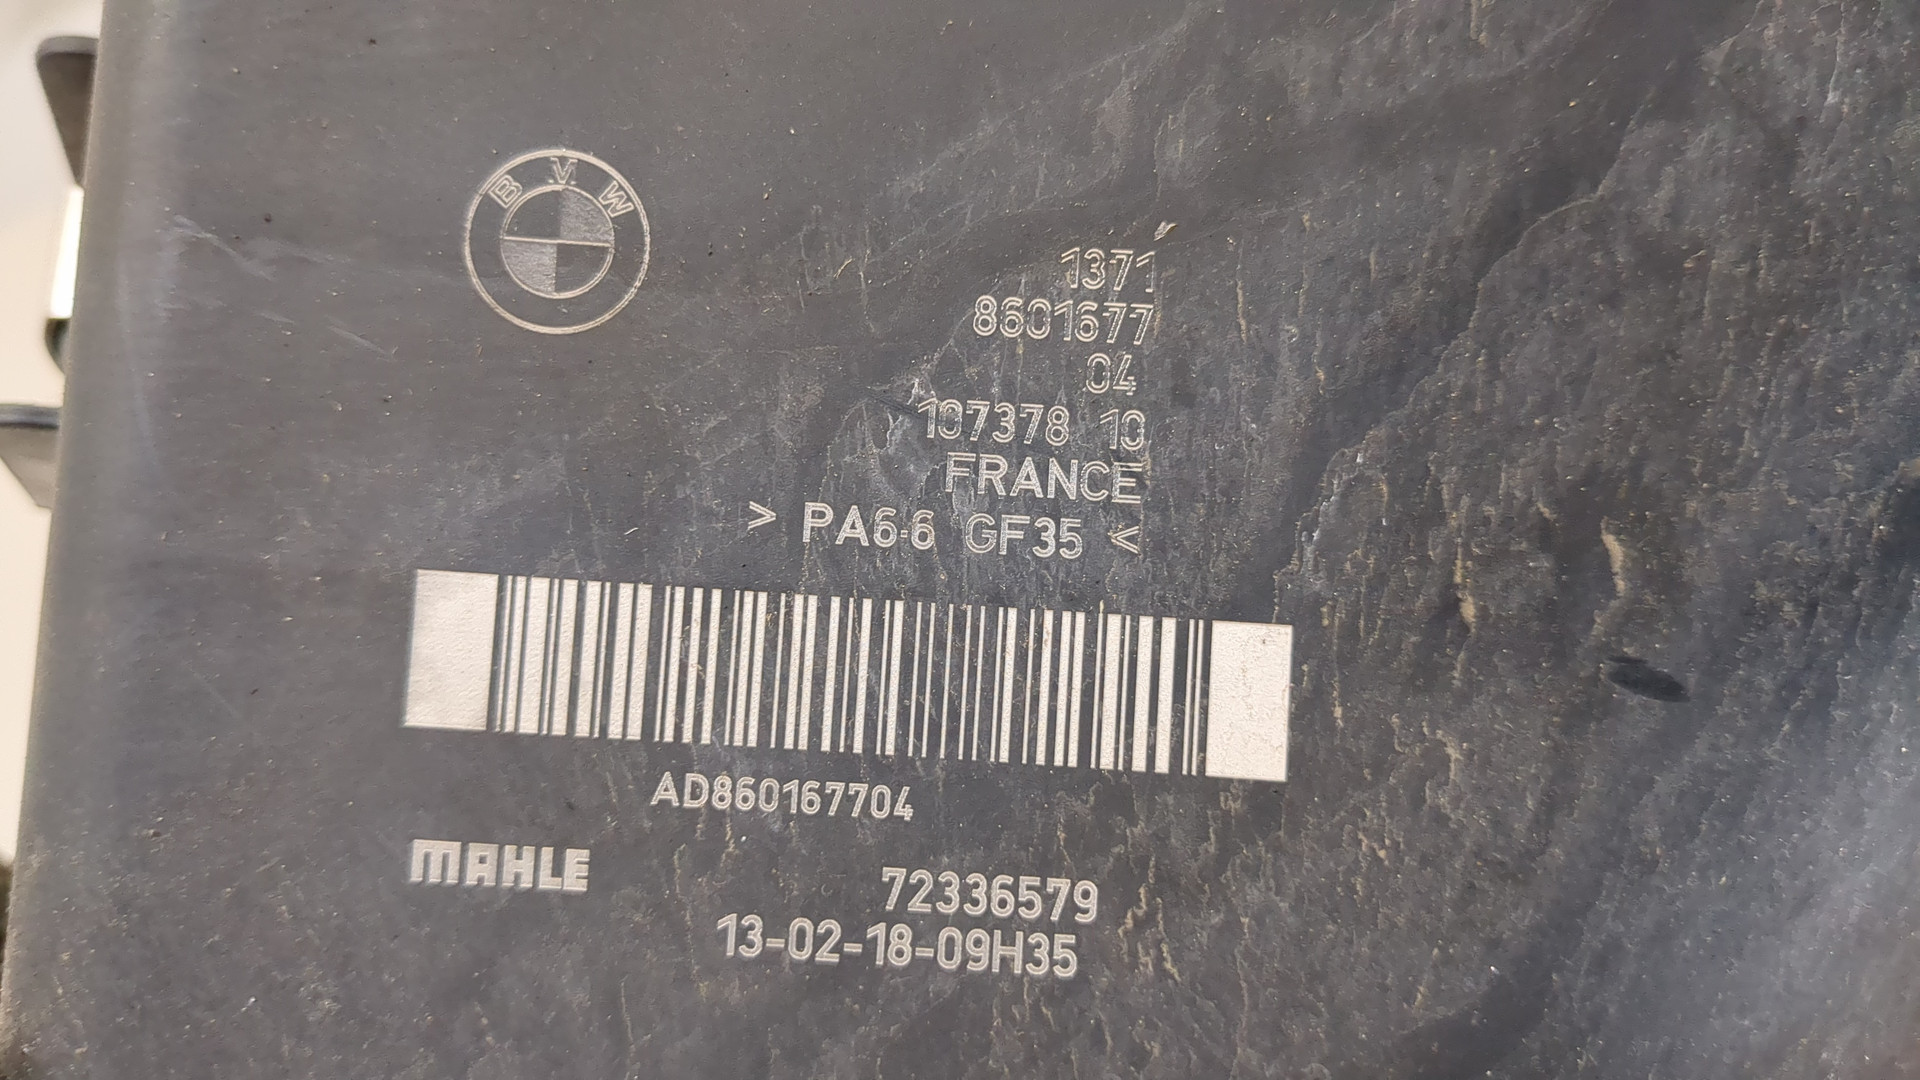 BMW
1371
8601677
04
107378 10
FRANCE
> PA6·6 GF35 <
AD860167704
MAHLE
72336579
13-02-18-09H35